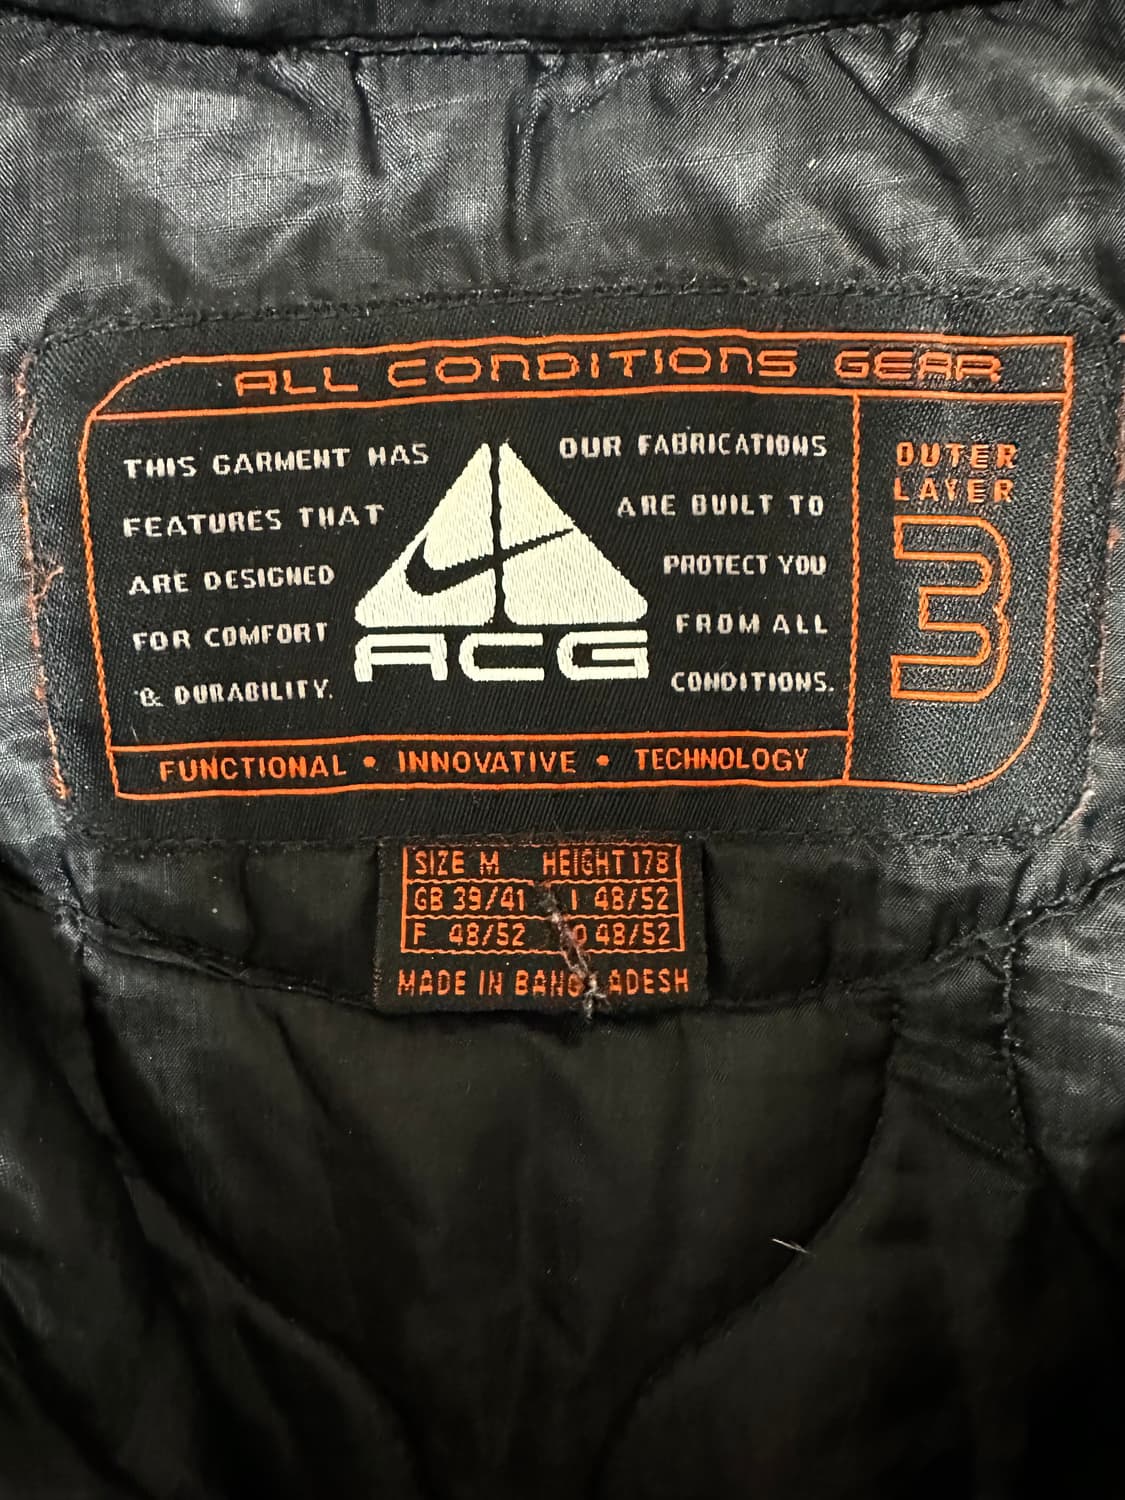 ALL CONDITIONS GEAR
THIS GARMENT HAS
FEATURES THAT
ARE DESIGNED
FOR COMFORT
& DURABILITY.
ACG
OUR FABRICATIONS
ARE BUILT TO
PROTECT YOU
FROM ALL
CONDITIONS.
OUTER
LAYER
3
FUNCTIONAL • INNOVATIVE • TECHNOLOGY
SIZE M HEIGHT 178
GB 39/41 I 48/52
F 48/52 D 48/52
MADE IN BANGLADESH